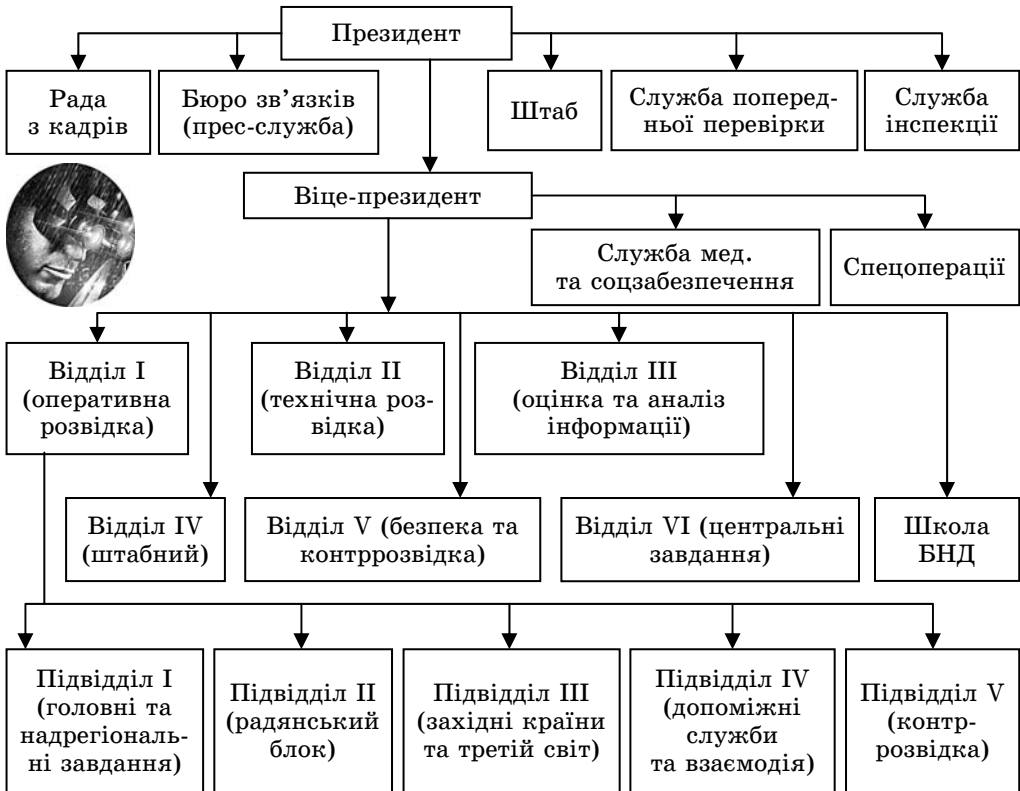 Президент
Рада
з кадрів
Бюро зв’язків
(прес-служба)
Штаб
Служба поперед-
ньої перевірки
Служба
інспекції
Віце-президент
Служба мед.
та соцзабезпечення
Спецоперації
Відділ I
(оперативна
розвідка)
Відділ II
(технічна роз-
відка)
Відділ III
(оцінка та аналіз
інформації)
Відділ IV
(штабний)
Відділ V (безпека та
контррозвідка)
Відділ VI (центральні
завдання)
Школа
БНД
Підвідділ I
(головні та
надрегіональ-
ні завдання)
Підвідділ II
(радянський
блок)
Підвідділ III
(західні країни
та третій світ)
Підвідділ IV
(допоміжні
служби
та взаємодія)
Підвідділ V
(контр-
розвідка)